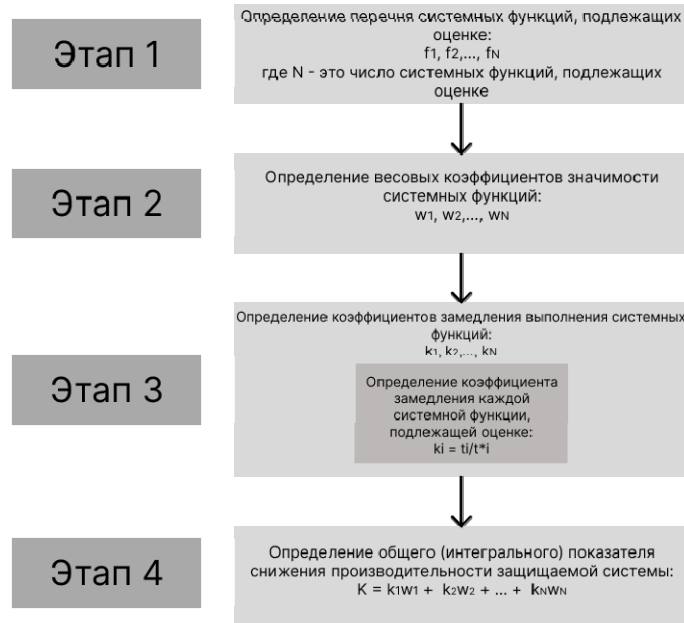 Этап 1
Определение перечня системных функций, подлежащих
оценке:
f1, f2,..., fN
где N - это число системных функций, подлежащих
оценке
Этап 2
Определение весовых коэффициентов значимости
системных функций:
w1, w2,..., wN
Этап 3
Определение коэффициентов замедления выполнения системных
функций:
k1, k2,..., kN
Определение коэффициента
замедления каждой
системной функции,
подлежащей оценке:
ki = ti/t*i
Этап 4
Определение общего (интегрального) показателя
снижения производительности защищаемой системы:
K = k1w1 + k2w2 + ... + kNwN